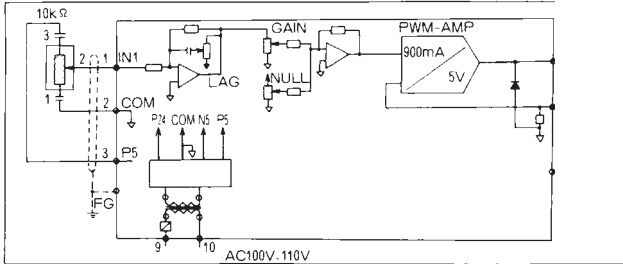 10kΩ
3
2
1
1
IN1
2
COM
3
P5
FG
LAG
GAIN
NULL
PWM-AMP
900mA
5V
P24 COM N5 P5
9
10
AC100V-110V